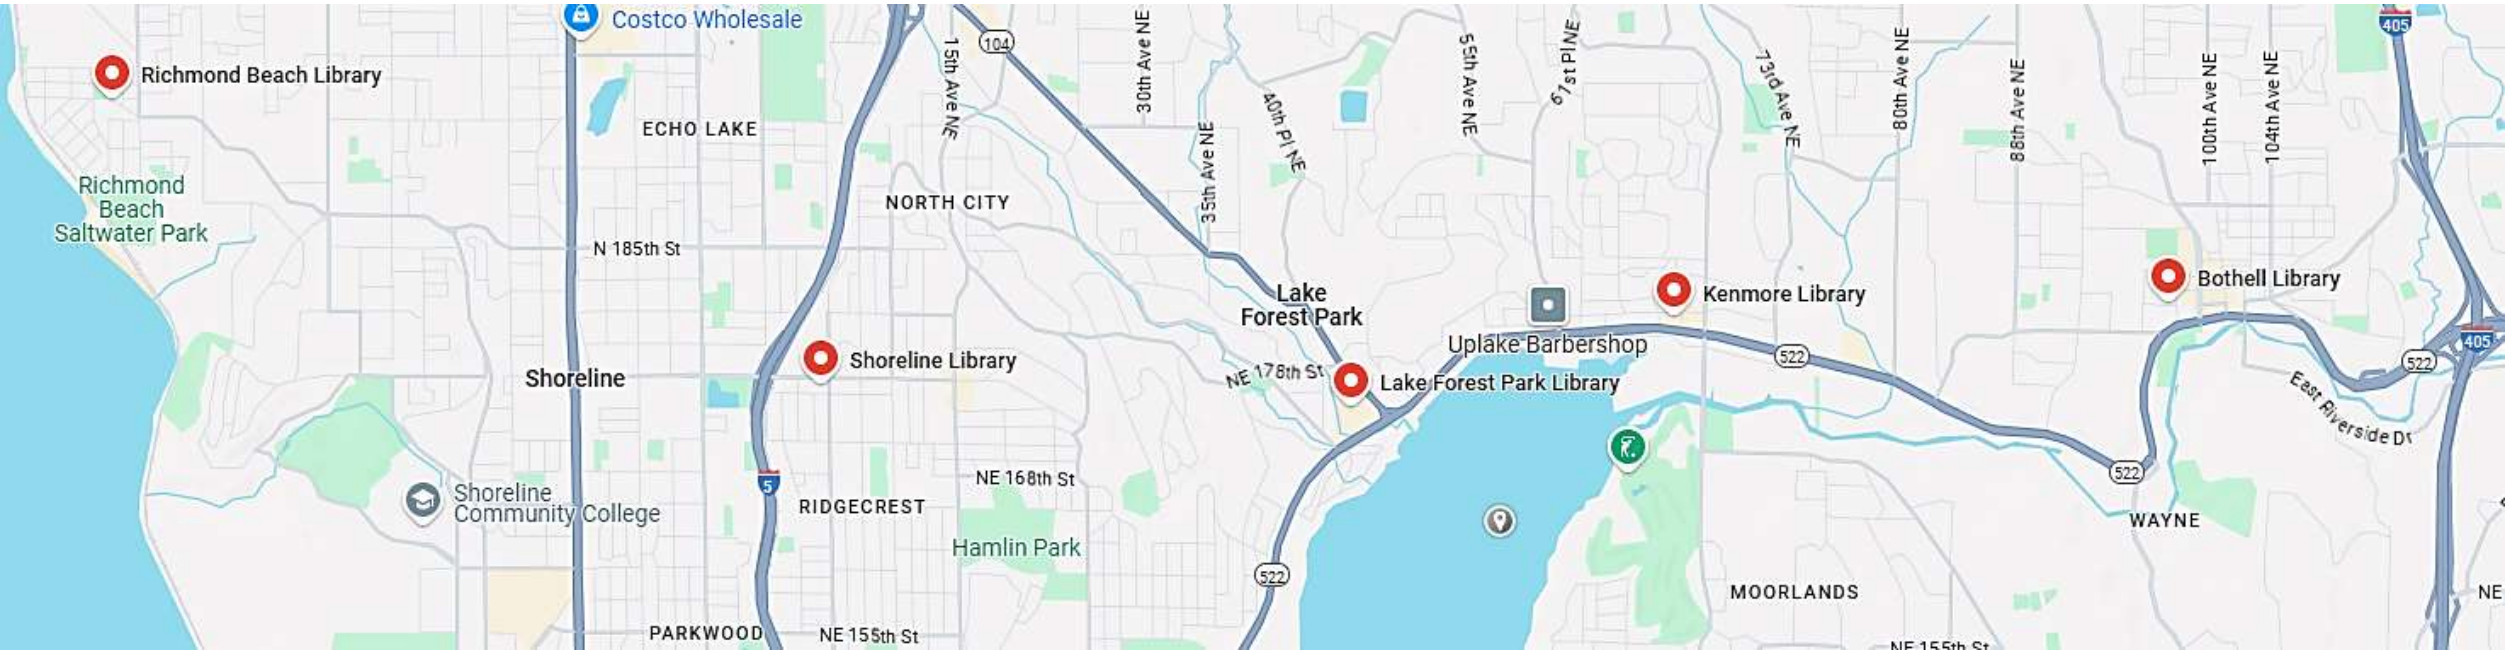 Costco Wholesale
405
104
15th Ave NE
30th Ave NE
55th Ave NE
61st Pl NE
73rd Ave NE
80th Ave NE
88th Ave NE
100th Ave NE
104th Ave NE
Richmond Beach Library
ECHO LAKE
40th Pl NE
35th Ave NE
Richmond
Beach
Saltwater Park
NORTH CITY
N 185th St
Lake
Forest Park
Kenmore Library
Bothell Library
Uplake Barbershop
405
Shoreline Library
522
522
Shoreline
NE 178th St
Lake Forest Park Library
East Riverside Dr
5
NE 168th St
522
Shoreline
Community College
RIDGECREST
WAYNE
Hamlin Park
522
MOORLANDS
NE
PARKWOOD
NE 155th St
NE 155th St